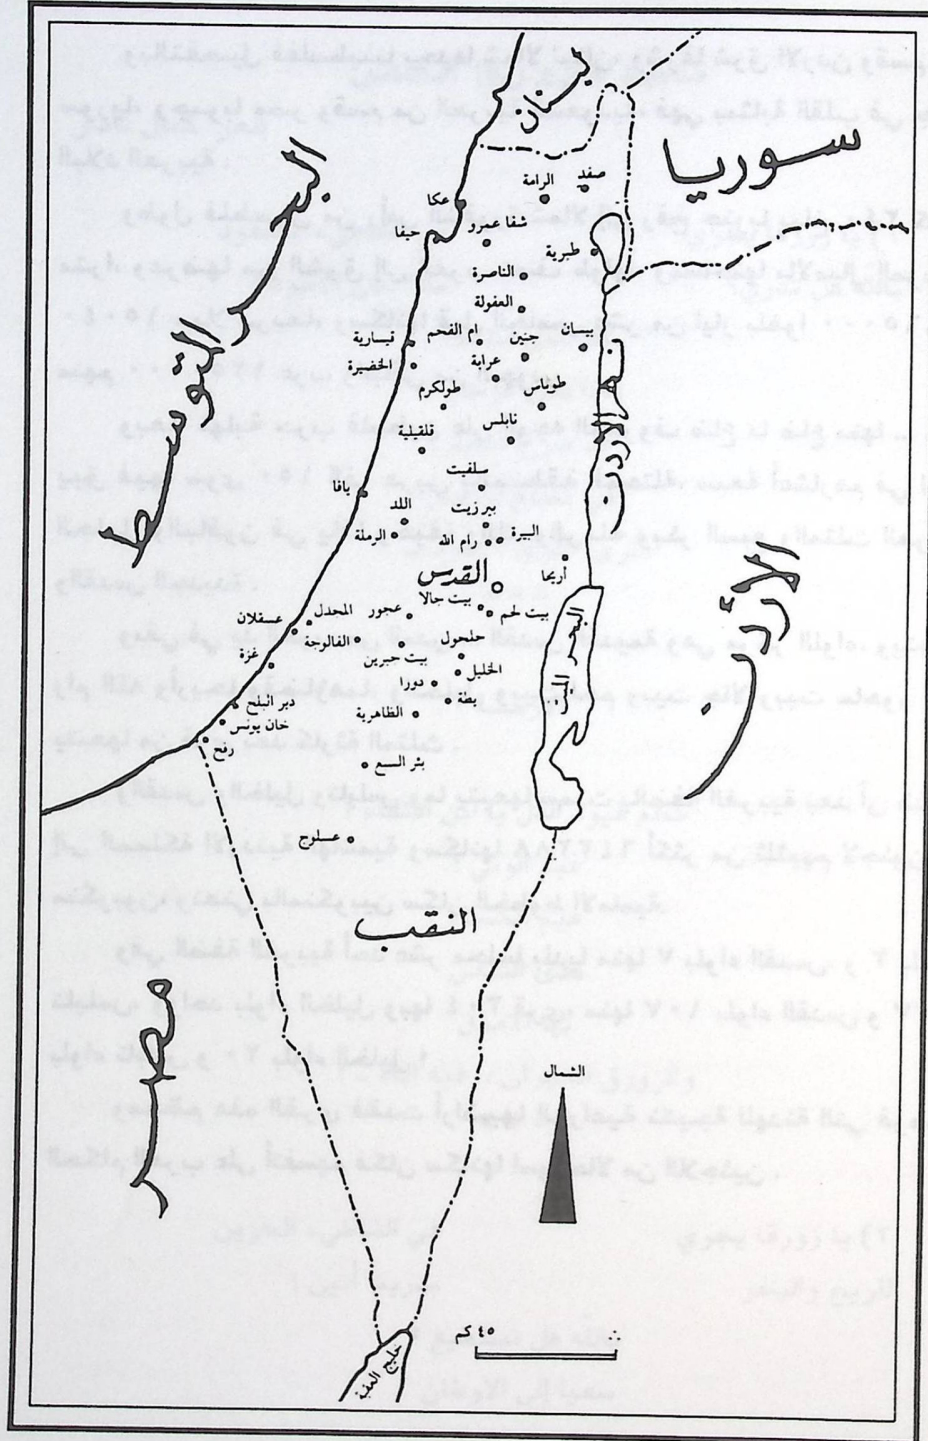 لبنان
سوريا
البحر المتوسط
صفد
الرامة
عكا
شفا عمرو
حيفا
طبرية
الناصرة
العفولة
بيسان
جنين
ام الفحم
قيسارية
عرابة
الخضيرة
طوباس
طولكرم
نابلس
قلقيلية
نهر الأردن
سلفيت
يافا
بيرزيت
اللد
البيرة
رام الله
الرملة
أريحا
القدس
الأردن
بيت جالا
بيت لحم
عجور
المجدل
عسقلان
الفالوجة
حلحول
البحر الميت
بيت جبرين
غزة
الخليل
دورا
يطا
دير البلح
الظاهرية
خان يونس
رفح
بئر السبع
عسلوج
النقب
مصر
الشمال
٤٥ كم
خليج العقبة